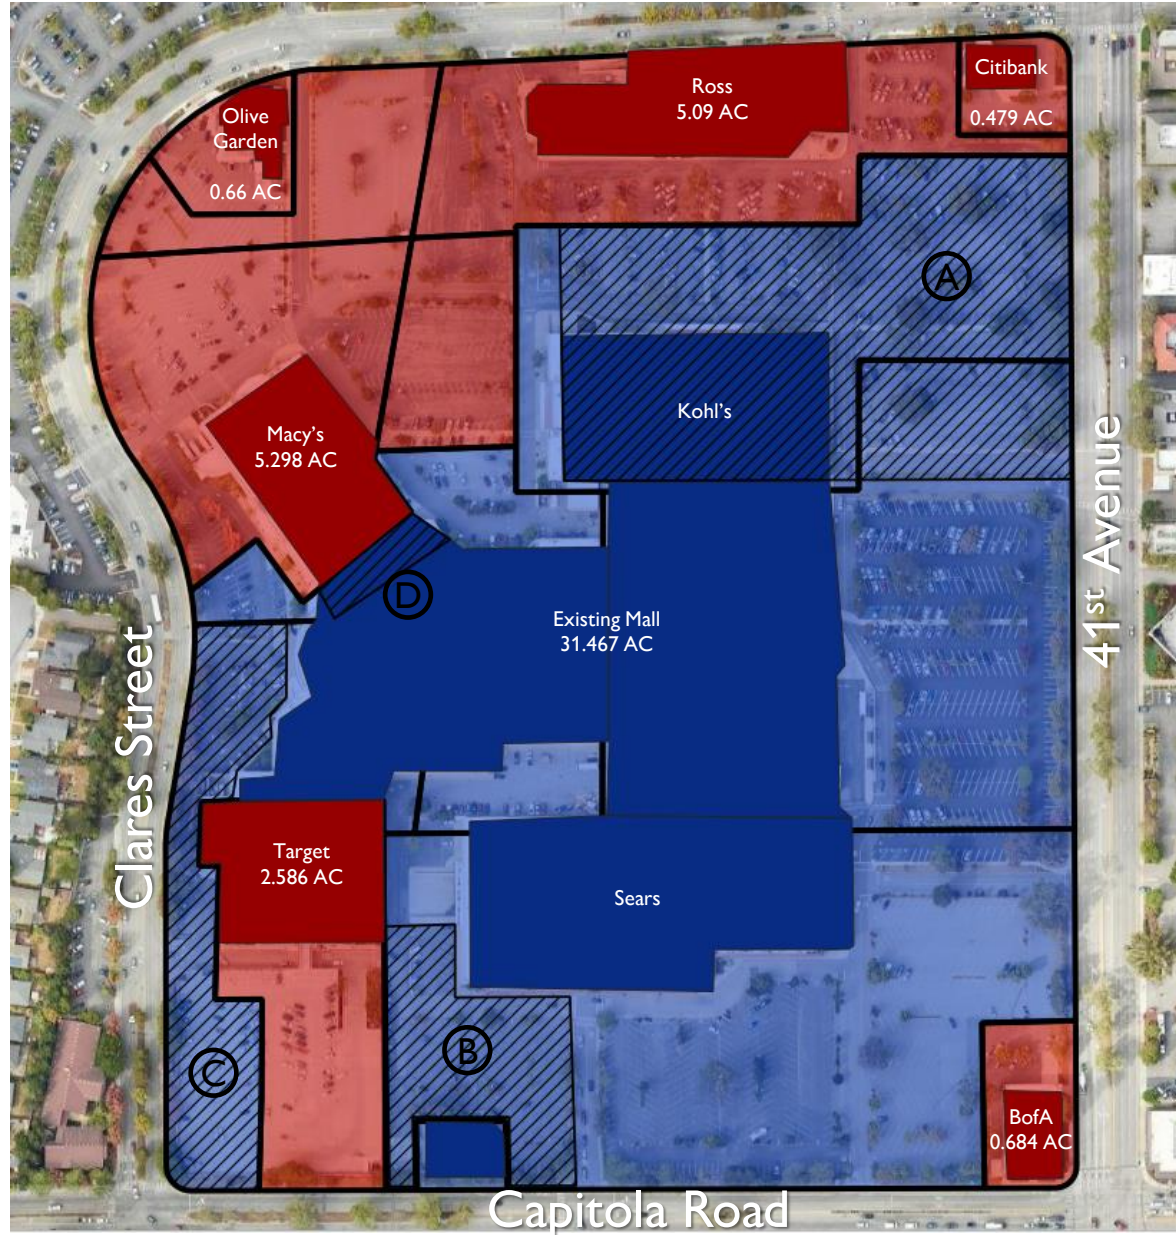 Citibank
0.479 AC
Ross
5.09 AC
Olive
Garden
0.66 AC
A
Kohl's
Macy's
5.298 AC
D
Existing Mall
31.467 AC
41st Avenue
Clares Street
Target
2.586 AC
Sears
B
C
BofA
0.684 AC
Capitola Road